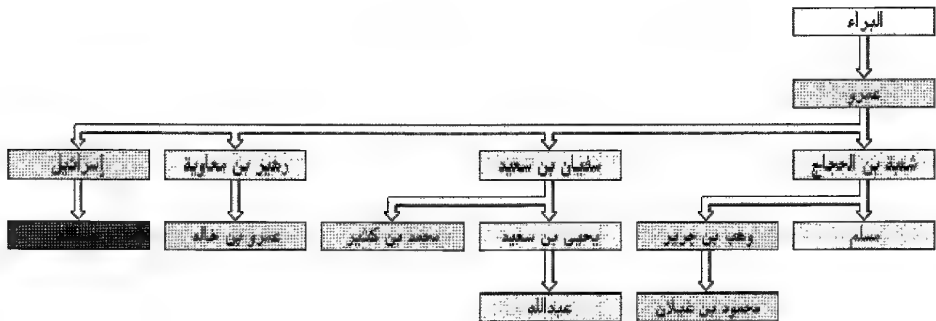 البراء
عمرو
شعبة بن الحجاج
سفيان بن سعيد
زهير بن معاوية
إسرائيل
مسلم
وهب بن جرير
يحيى بن سعيد
محمد بن كثير
عمرو بن خالد
محمود بن غيلان
عبدالله